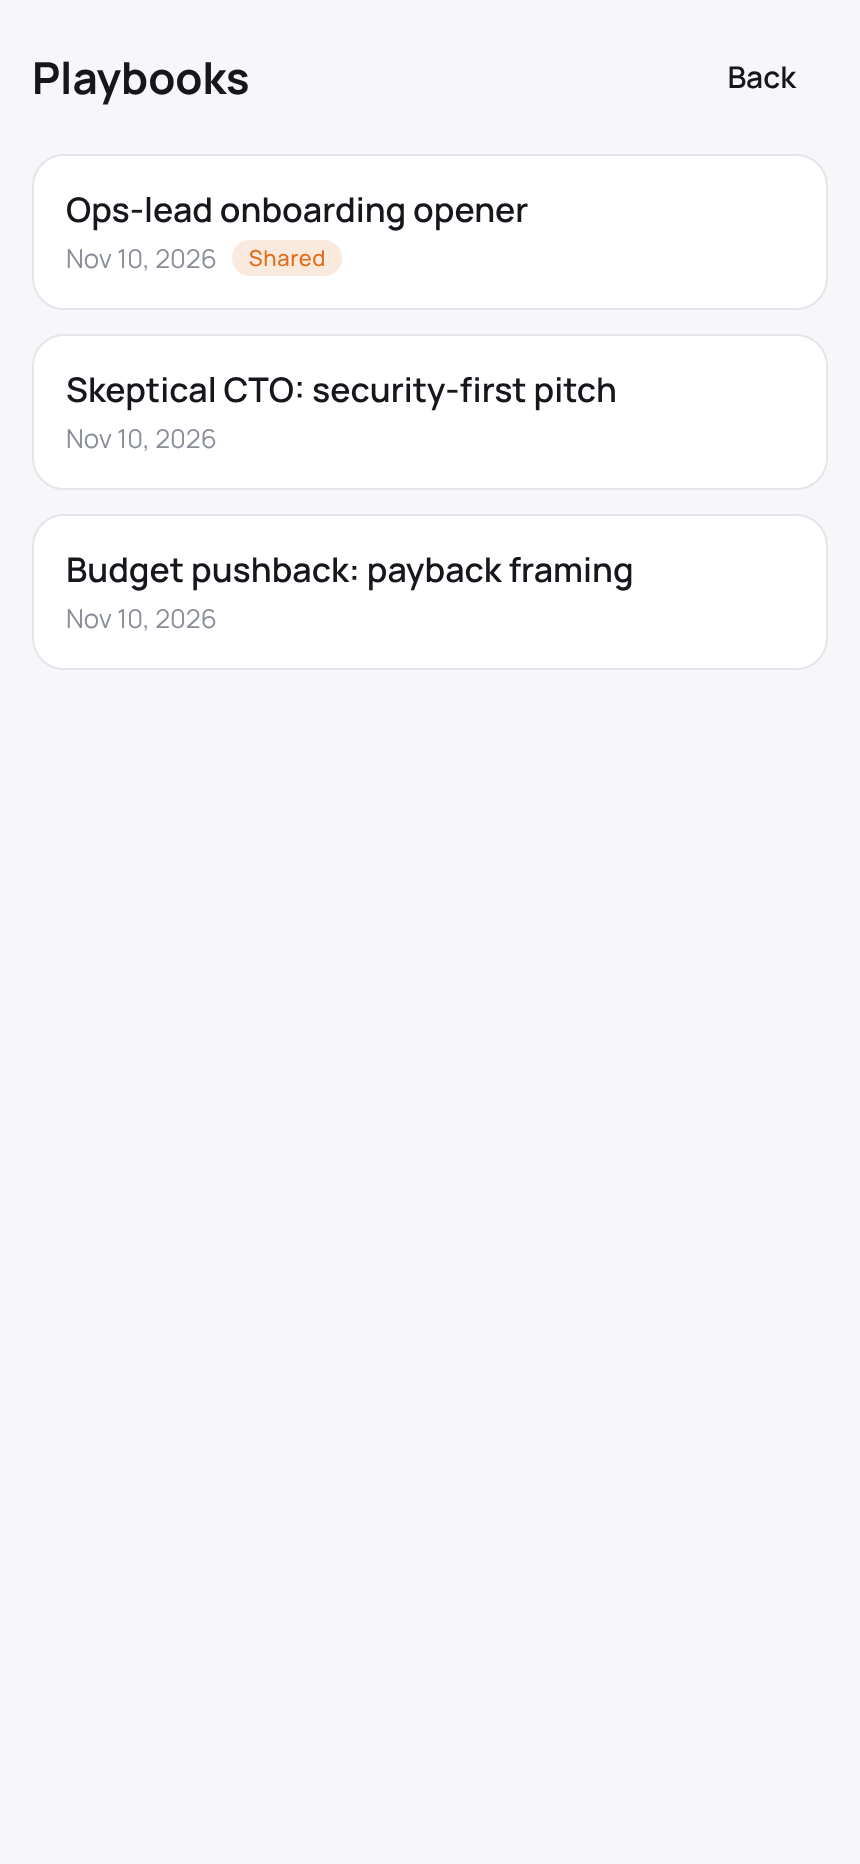 Playbooks Back
Ops-lead onboarding opener
Nov 10, 2026 Shared
Skeptical CTO: security-first pitch
Nov 10, 2026
Budget pushback: payback framing
Nov 10, 2026